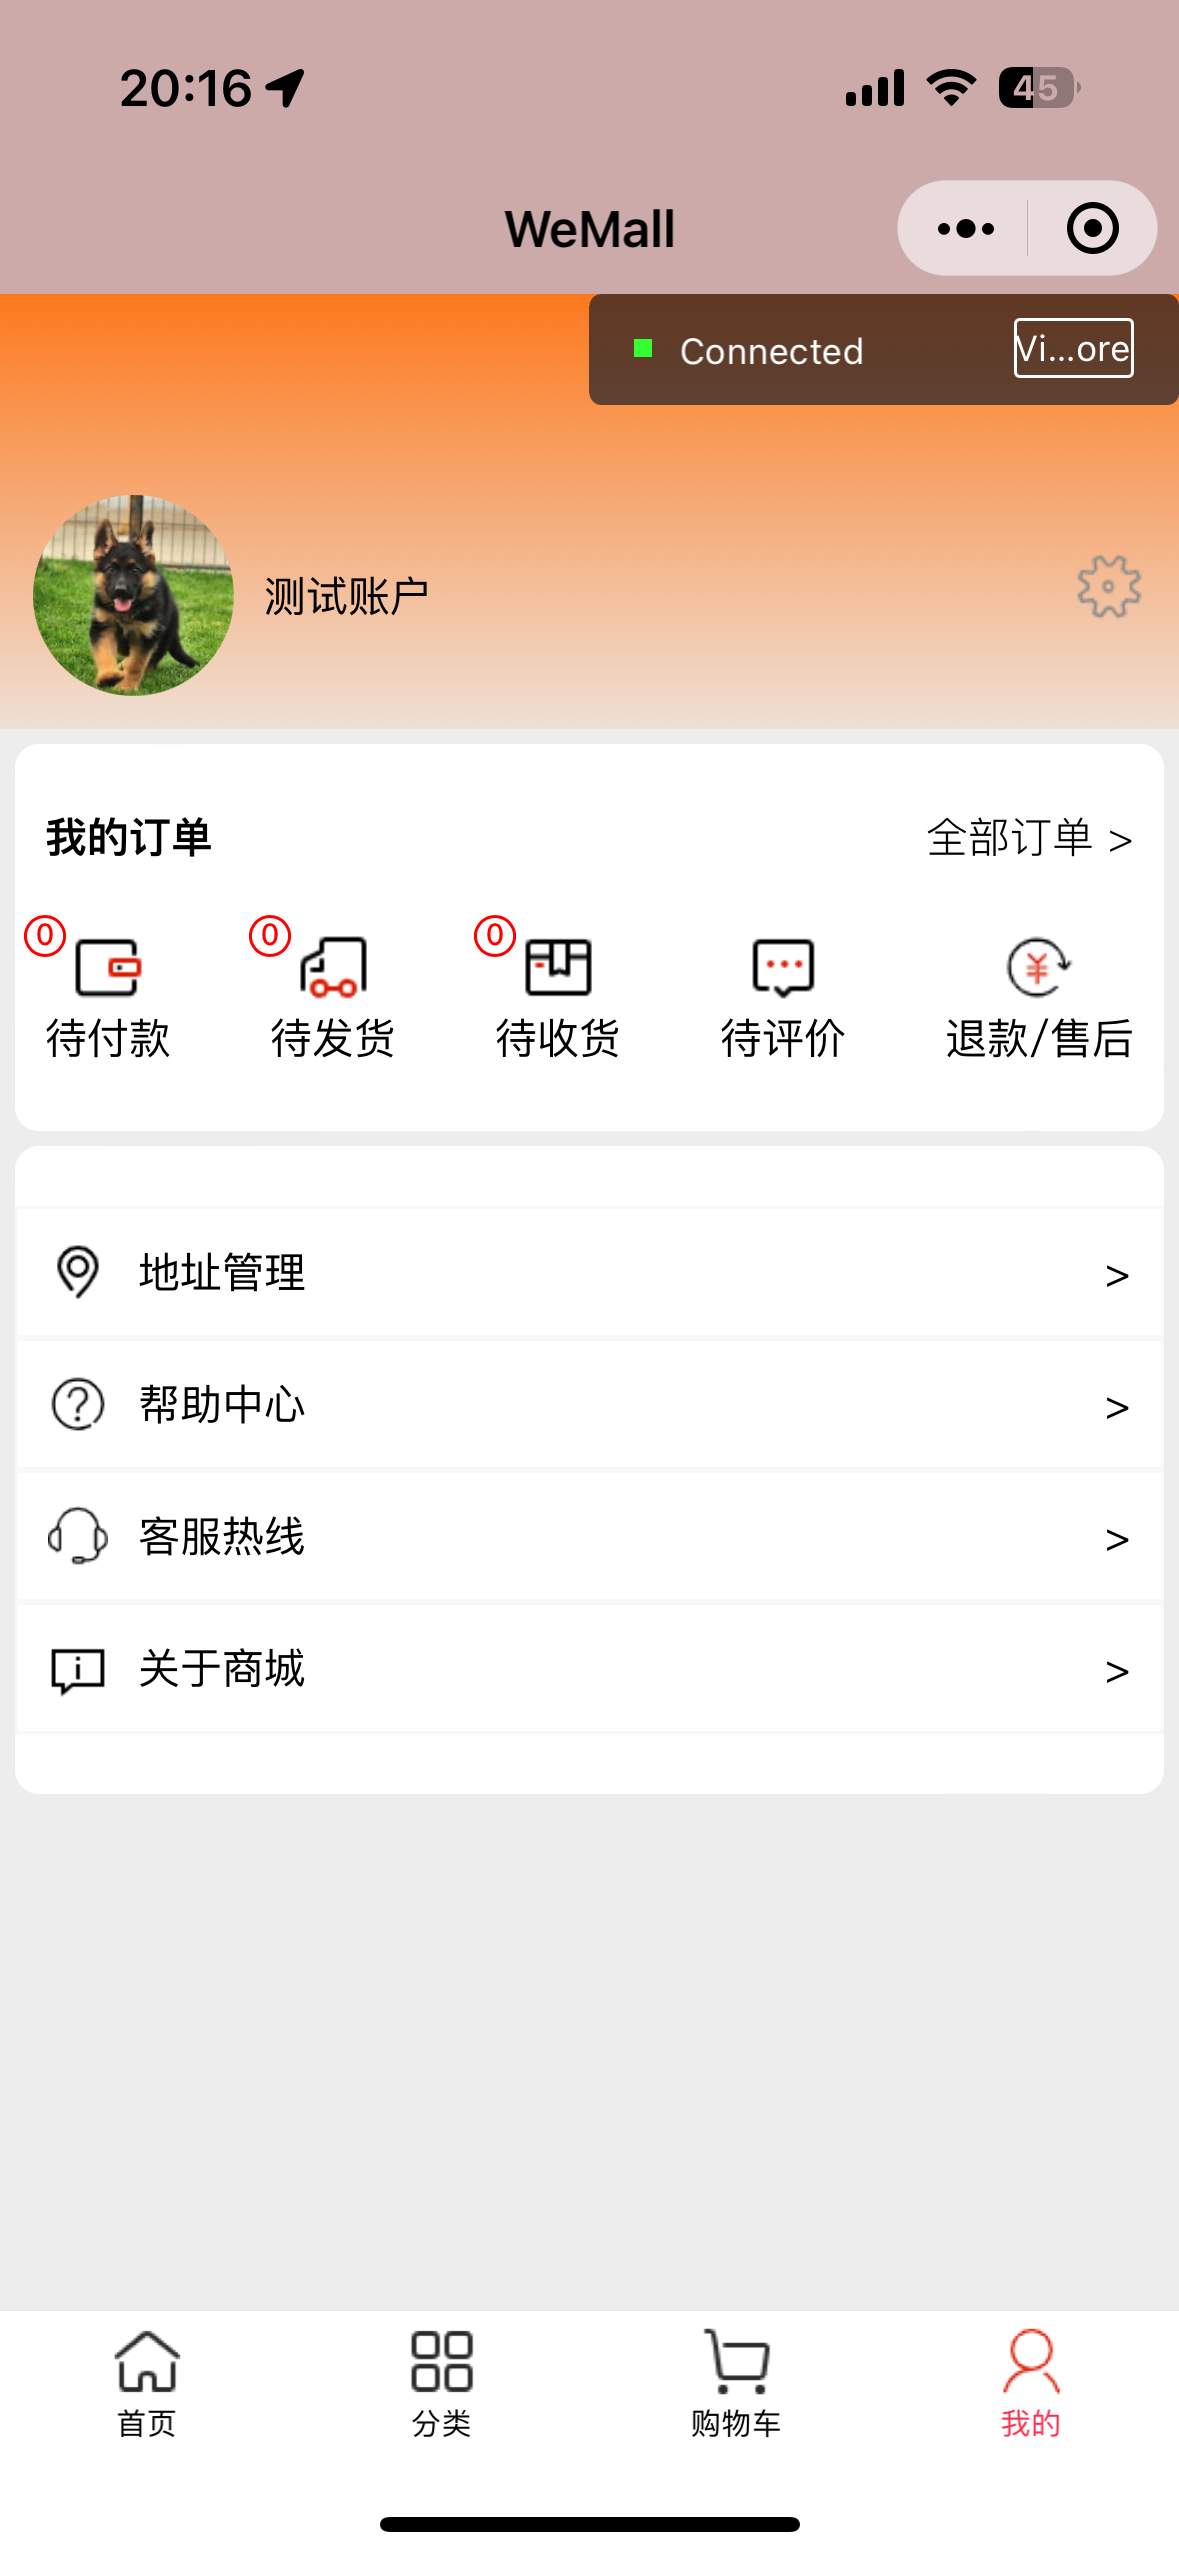 20:16
45
WeMall
Connected
Vi...ore
测试账户
我的订单
全部订单 >
0
0
0
待付款
待发货
待收货
待评价
退款/售后
地址管理 >
帮助中心 >
客服热线 >
关于商城 >
首页
分类
购物车
我的